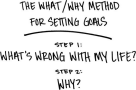 THE WHAT/WHY METHOD
FOR SETTING GOALS
STEP 1:
WHAT'S WRONG WITH MY LIFE?
STEP 2:
WHY?